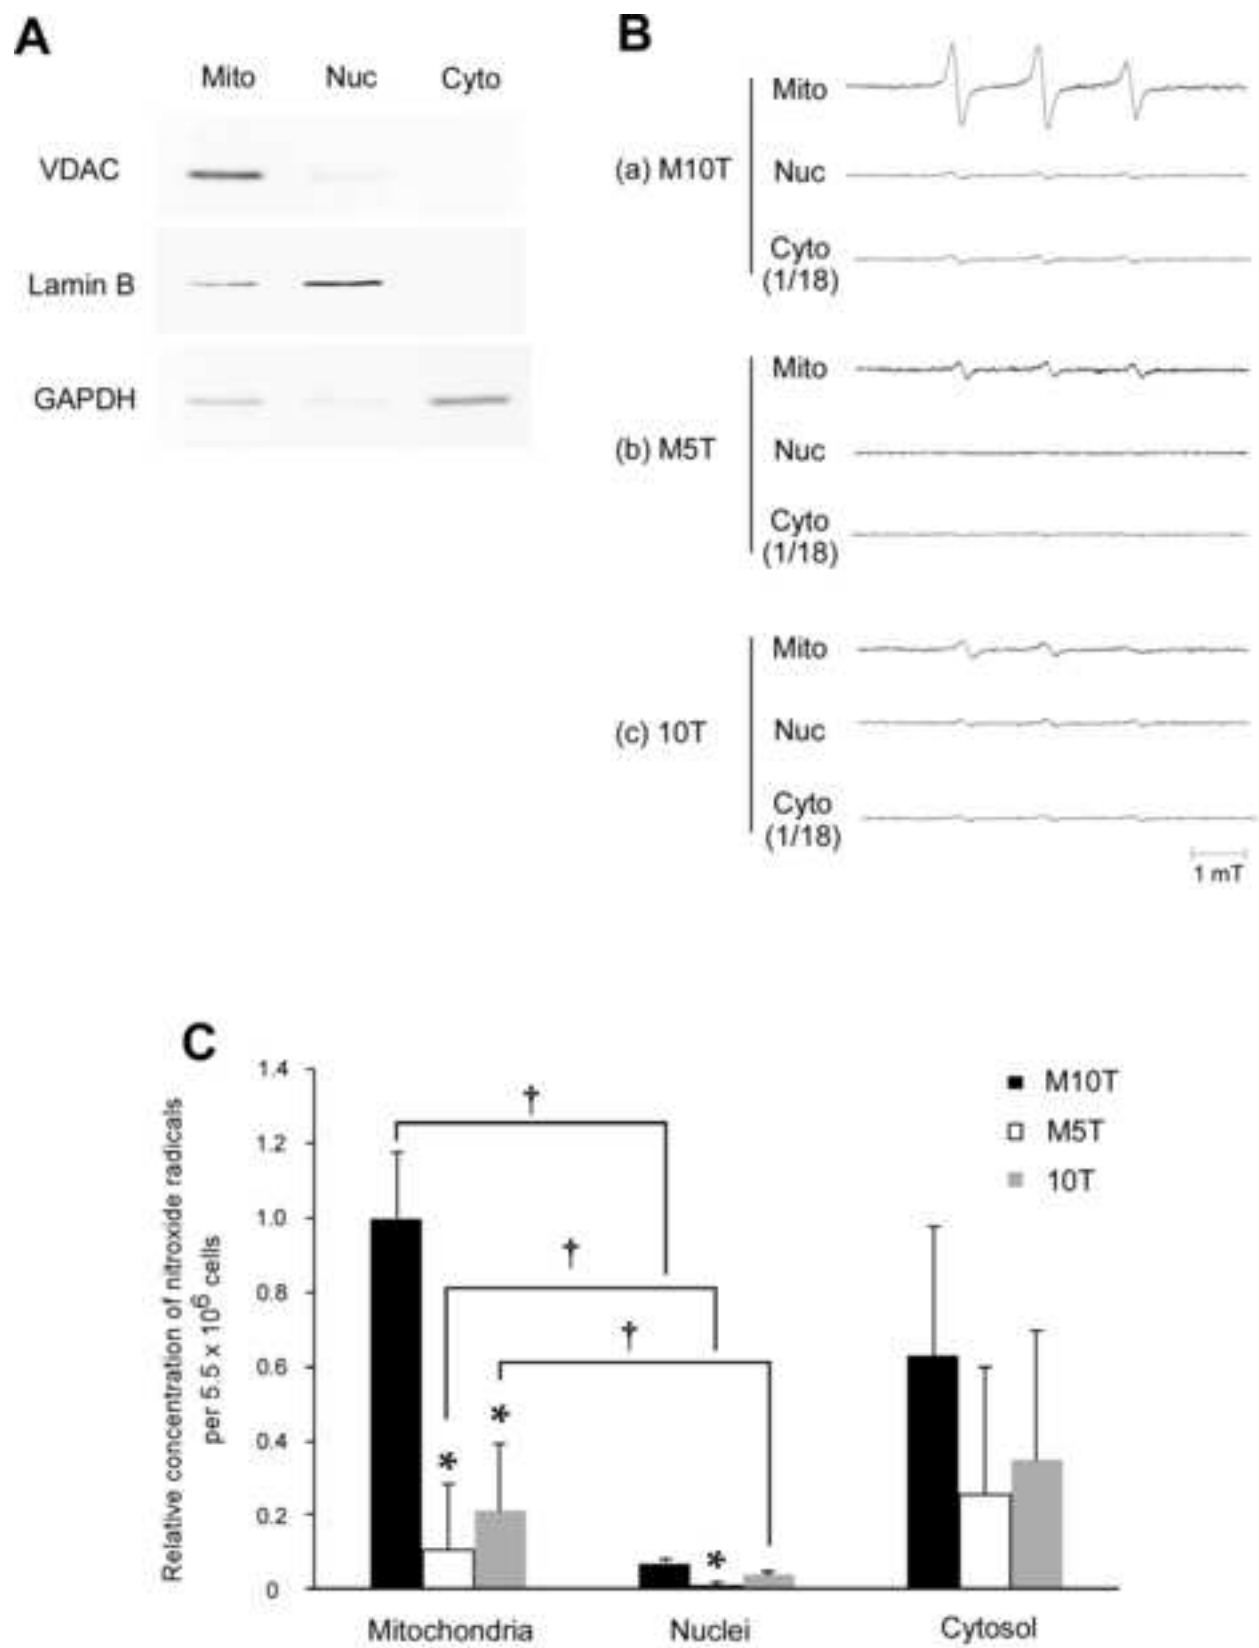 A
Mito Nuc Cyto
VDAC
Lamin B
GAPDH
B
(a) M10T
Mito
Nuc
Cyto
(1/18)
(b) M5T
Mito
Nuc
Cyto
(1/18)
(c) 10T
Mito
Nuc
Cyto
(1/18)
1 mT
C
Relative concentration of nitroxide radicals
per 5.5 x 10⁶ cells
1.4
1.2
1.0
0.8
0.6
0.4
0.2
0
†
†
†
*
*
*
M10T
M5T
10T
Mitochondria Nuclei Cytosol